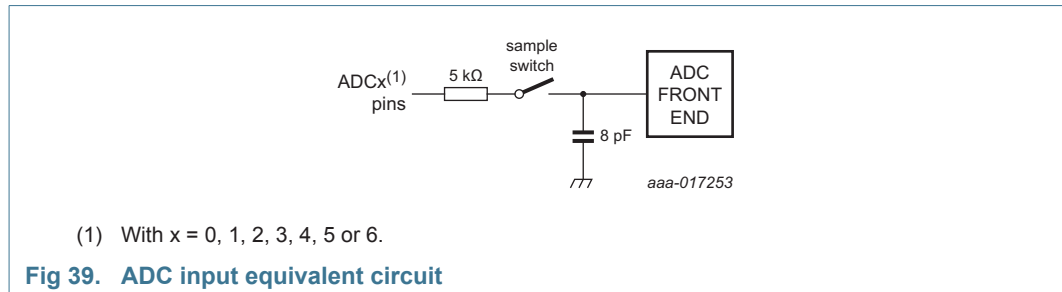 sample
switch
ADCx(1)
pins
5 kΩ
ADC
FRONT
END
8 pF
aaa-017253
(1) With x = 0, 1, 2, 3, 4, 5 or 6.
Fig 39. ADC input equivalent circuit